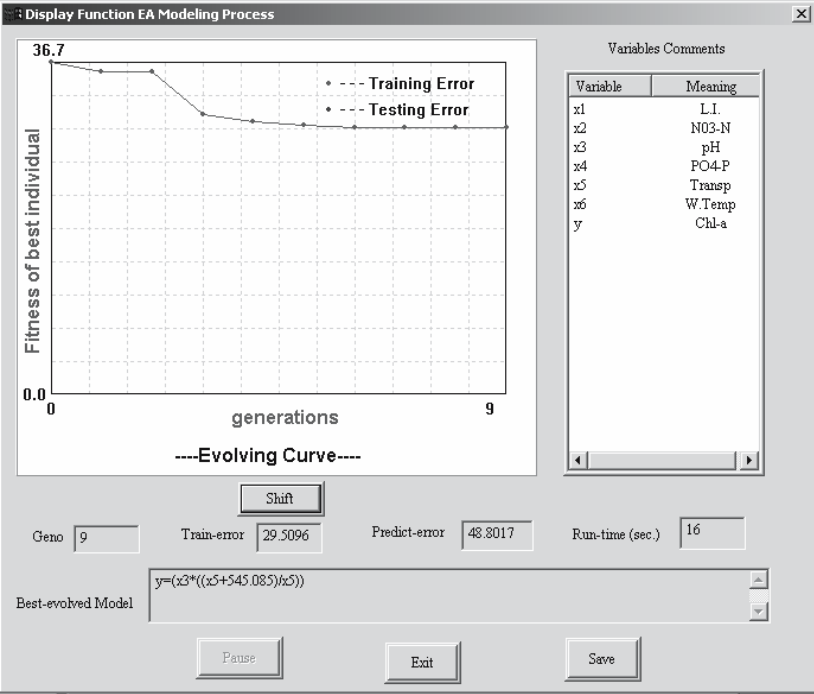 Display Function EA Modeling Process
36.7
--- Training Error
--- Testing Error
Fitness of best individual
0.0
0
9
generations
----Evolving Curve----
Variables Comments
Variable Meaning
x1 L.I.
x2 N03-N
x3 pH
x4 PO4-P
x5 Transp
x6 W.Temp
y Chl-a
Shift
Geno 9
Train-error 29.5096
Predict-error 48.8017
Run-time (sec.) 16
Best-evolved Model y=(x3*((x5+545.085)/x5))
Pause
Exit
Save